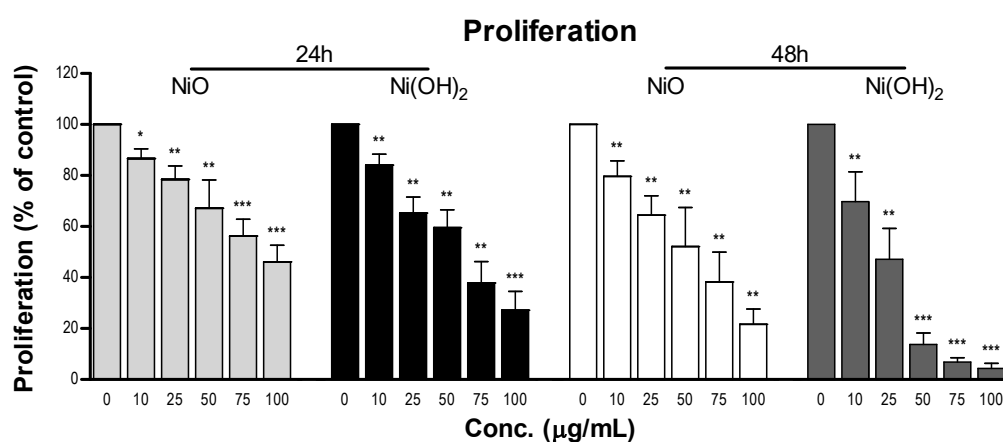 Proliferation
24h
48h
NiO
Ni(OH)₂
NiO
Ni(OH)₂
Proliferation (% of control)
120
100
80
60
40
20
0
* ** ** *** ***
** ** ** ** ***
** ** ** ** **
** ** *** *** ***
0 10 25 50 75 100 0 10 25 50 75 100 0 10 25 50 75 100 0 10 25 50 75 100
Conc. (μg/mL)